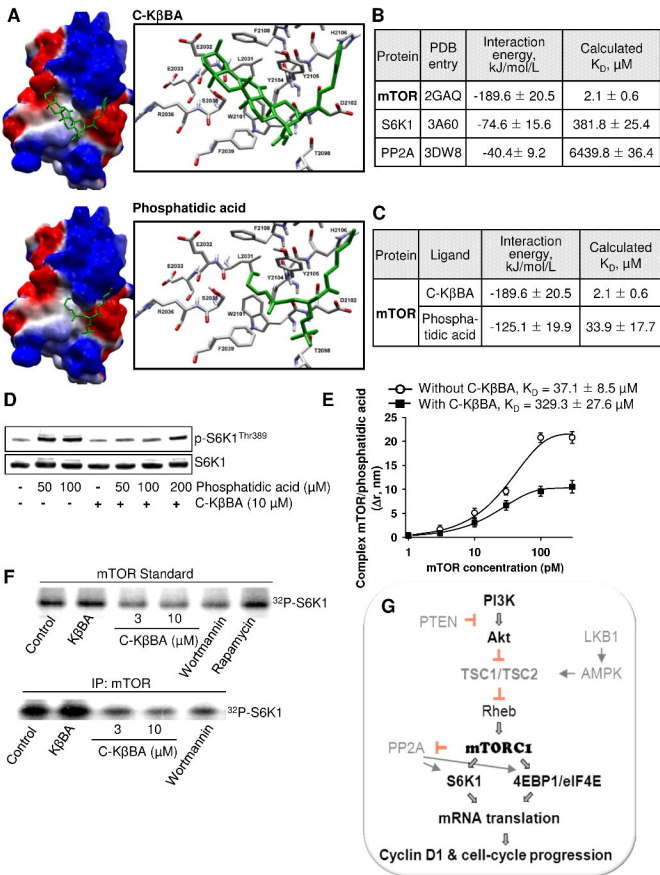 A
C-KβBA
F2108
H2106
E2032
L2031
Y2105
E2033
Y2104
S2035
D2102
R2036
W2101
F2039
T2098
Phosphatidic acid
F2108
H2106
E2032
L2031
Y2105
E2033
Y2104
S2035
D2102
R2036
W2101
F2039
T2098
B
Protein PDB entry Interaction energy, kJ/mol/L Calculated KD, µM
mTOR 2GAQ -189.6 ± 20.5 2.1 ± 0.6
S6K1 3A60 -74.6 ± 15.6 381.8 ± 25.4
PP2A 3DW8 -40.4± 9.2 6439.8 ± 36.4
C
Protein Ligand Interaction energy, kJ/mol/L Calculated KD, µM
mTOR
C-KβBA -189.6 ± 20.5 2.1 ± 0.6
Phospha-
tidic acid -125.1 ± 19.9 33.9 ± 17.7
D
p-S6K1Thr389
S6K1
- 50 100 - 50 100 200 Phosphatidic acid (µM)
- - - + + + + C-KβBA (10 µM)
E
Without C-KβBA, KD = 37.1 ± 8.5 µM
With C-KβBA, KD = 329.3 ± 27.6 µM
Complex mTOR/phosphatidic acid
(Δr, nm)
25
20
15
10
5
0
1 10 100
mTOR concentration (pM)
F
mTOR Standard
32P-S6K1
Control
KβBA
3 10
C-KβBA (µM)
Wortmannin
Rapamycin
IP: mTOR
32P-S6K1
Control
KβBA
3 10
C-KβBA (µM)
Wortmannin
G
PI3K
PTEN
Akt
LKB1
TSC1/TSC2
AMPK
Rheb
PP2A
mTORC1
S6K1 4EBP1/eIF4E
mRNA translation
Cyclin D1 & cell-cycle progression